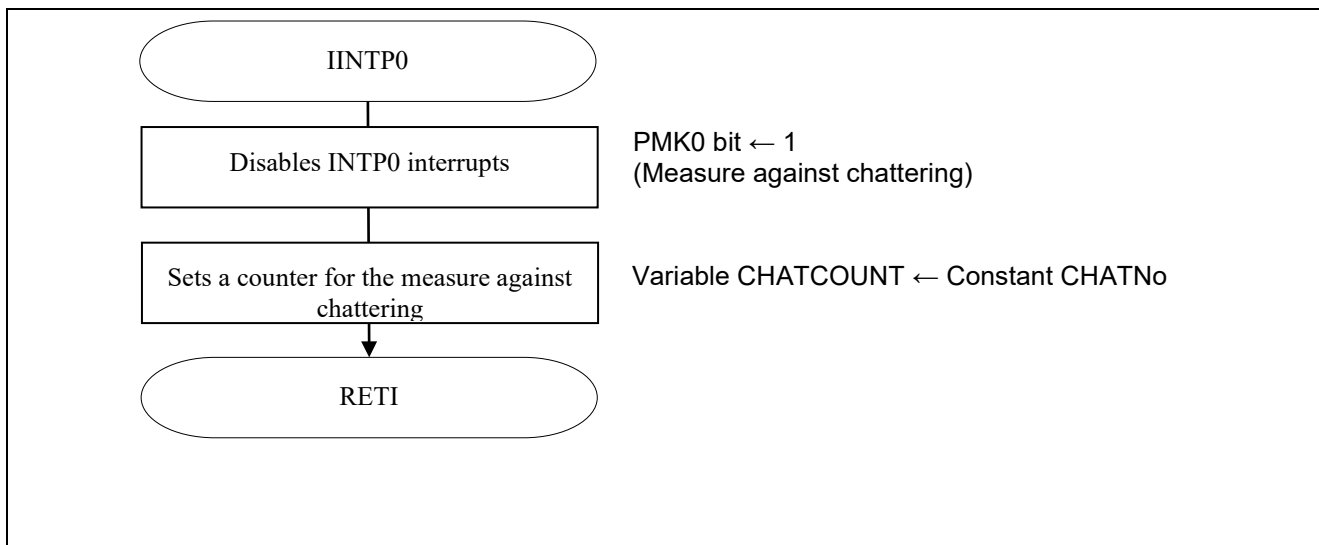 IINTP0
Disables INTP0 interrupts
PMK0 bit ← 1
(Measure against chattering)
Sets a counter for the measure against
chattering
Variable CHATCOUNT ← Constant CHATNo
RETI